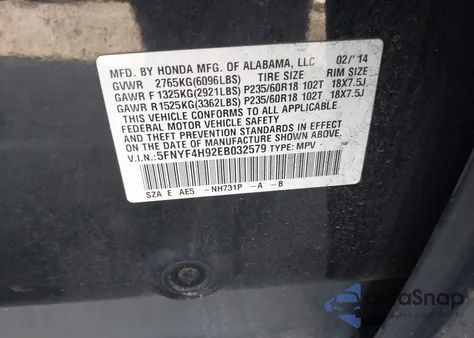 MFD. BY HONDA MFG. OF ALABAMA, LLC 02/'14
GVWR 2765KG(6096LBS) TIRE SIZE RIM SIZE
GAWR F 1325KG(2921LBS) P235/60R18 102T 18X7.5J
GAWR R 1525KG(3362LBS) P235/60R18 102T 18X7.5J
THIS VEHICLE CONFORMS TO ALL APPLICABLE
FEDERAL MOTOR VEHICLE SAFETY AND
THEFT PREVENTION STANDARDS IN EFFECT ON
THE DATE OF MANUFACTURE SHOWN ABOVE.
V.I.N.: 5FNYF4H92EB032579 TYPE: MPV
SZA E AE5 -NH731P -A -B
DataSnap